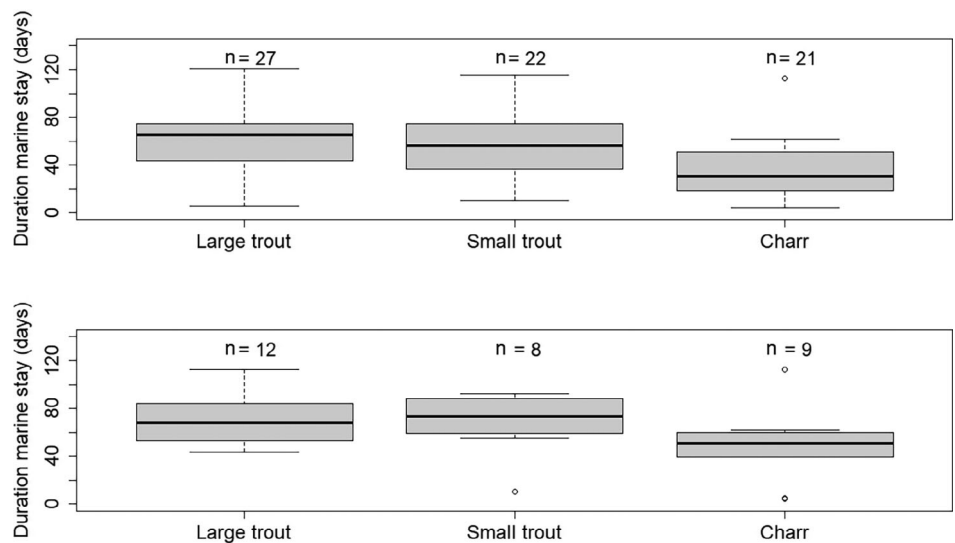 Duration marine stay (days)
120
80
40
0
n = 27
n = 22
n = 21
Large trout
Small trout
Charr
Duration marine stay (days)
120
80
40
0
n = 12
n = 8
n = 9
Large trout
Small trout
Charr